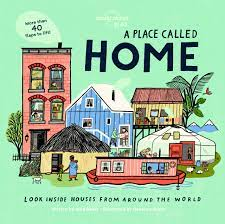 More than
40
flaps to lift!
A PLACE CALLED
HOME
LOOK INSIDE HOUSES FROM AROUND THE WORLD